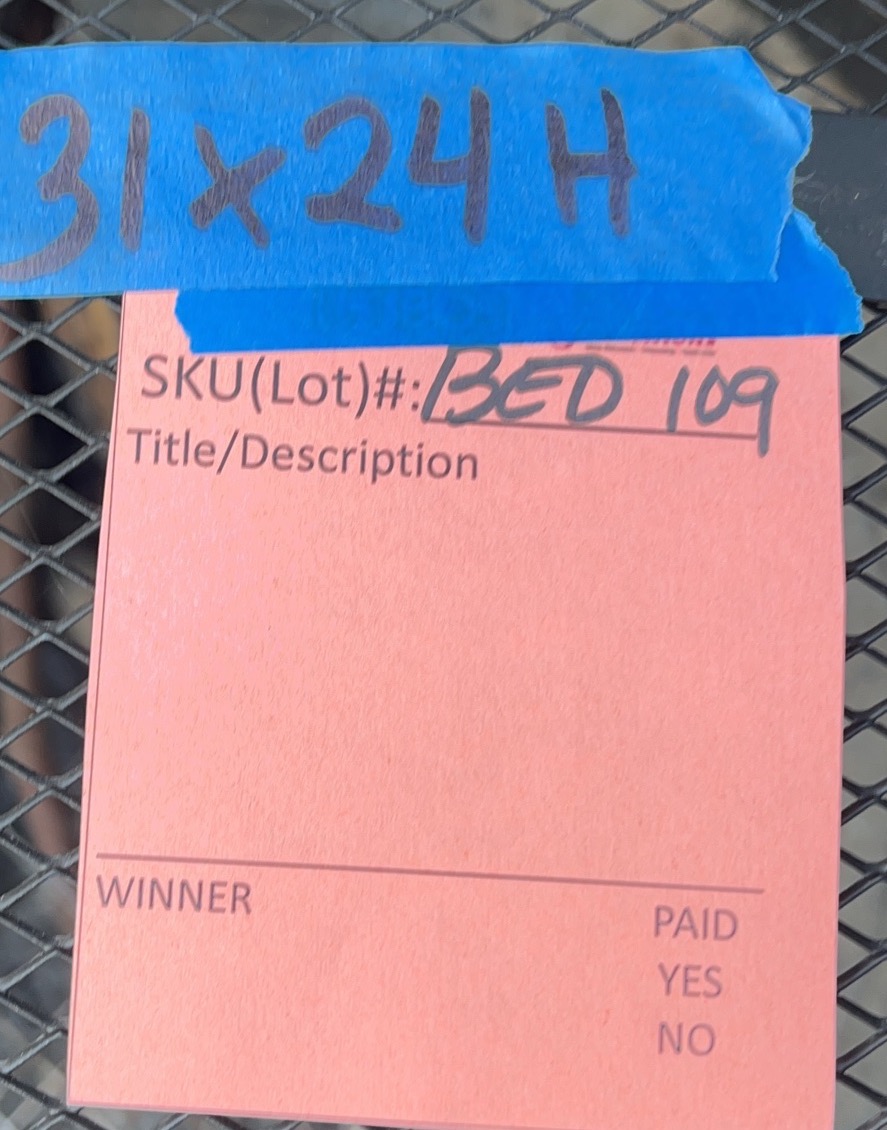 31x24H
SKU(Lot)#: BED 109
Title/Description
WINNER
PAID
YES
NO